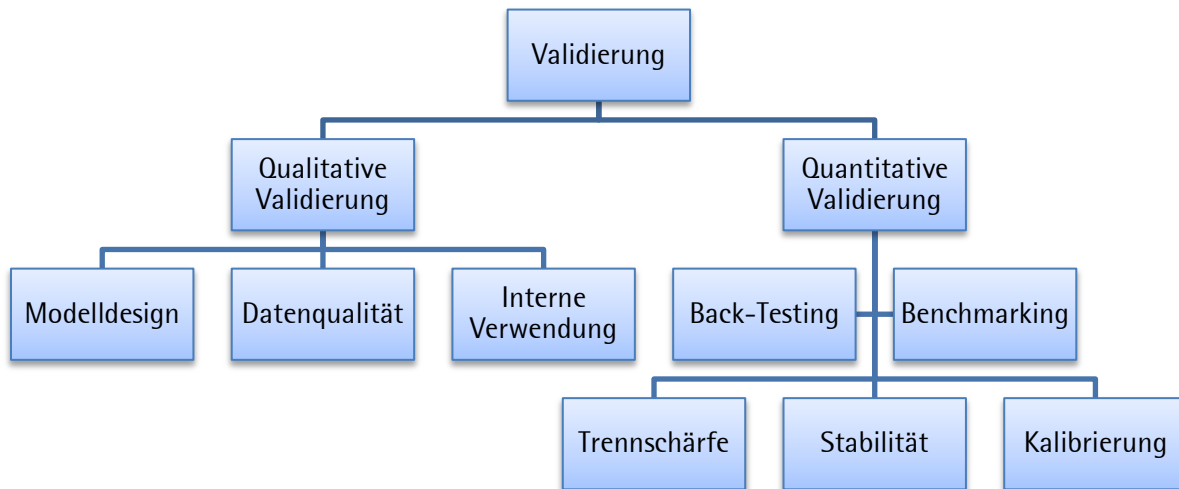 Validierung
Qualitative
Validierung
Quantitative
Validierung
Modelldesign
Datenqualität
Interne
Verwendung
Back-Testing
Benchmarking
Trennschärfe
Stabilität
Kalibrierung